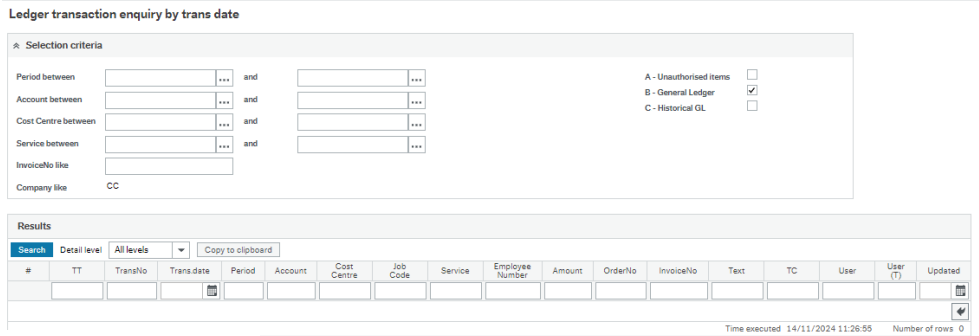 Ledger transaction enquiry by trans date
Selection criteria
Period between ... and ...
Account between ... and ...
Cost Centre between ... and ...
Service between ... and ...
InvoiceNo like
Company like CC
A - Unauthorised items
B - General Ledger
C - Historical GL
Results
Search Detail level All levels Copy to clipboard
# TT TransNo Trans.date Period Account Cost Centre Job Code Service Employee Number Amount OrderNo InvoiceNo Text TC User User (T) Updated
Time executed 14/11/2024 11:26:55 Number of rows 0